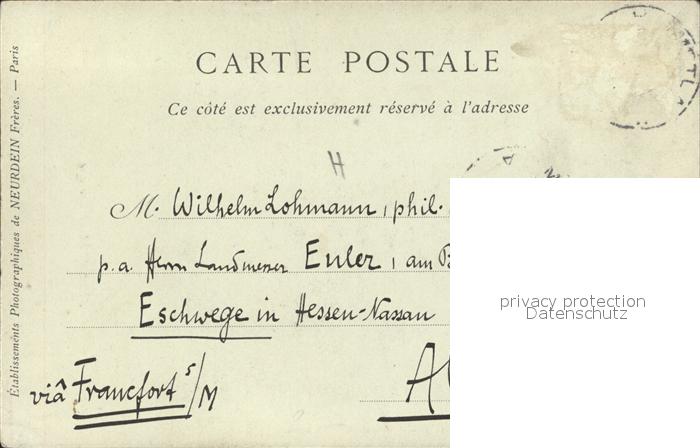 CARTE POSTALE
Ce côté est exclusivement réservé à l'adresse
H
M. Wilhelm Lohmann, phil.
p.a. Herrn Landmesser Euler, am B
Eschwege in Hessen-Nassau
viâ Francfort s/M
Al
Établissements Photographiques de NEURDEIN Frères. — Paris
privacy protection
Datenschutz